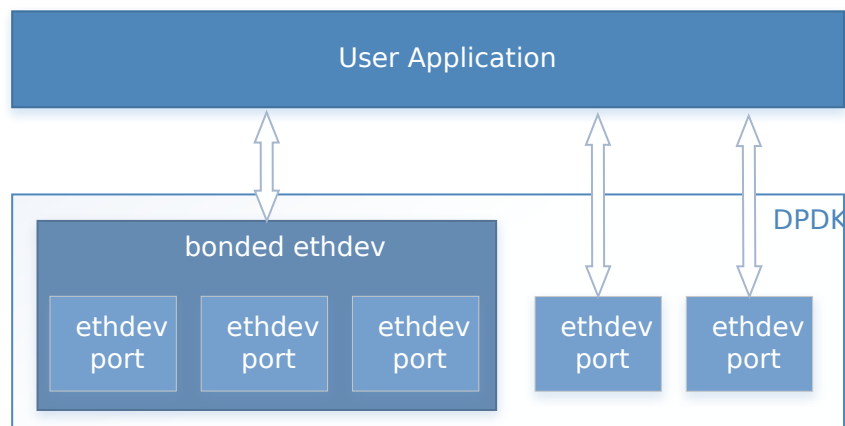 User Application
DPDK
bonded ethdev
ethdev
port
ethdev
port
ethdev
port
ethdev
port
ethdev
port